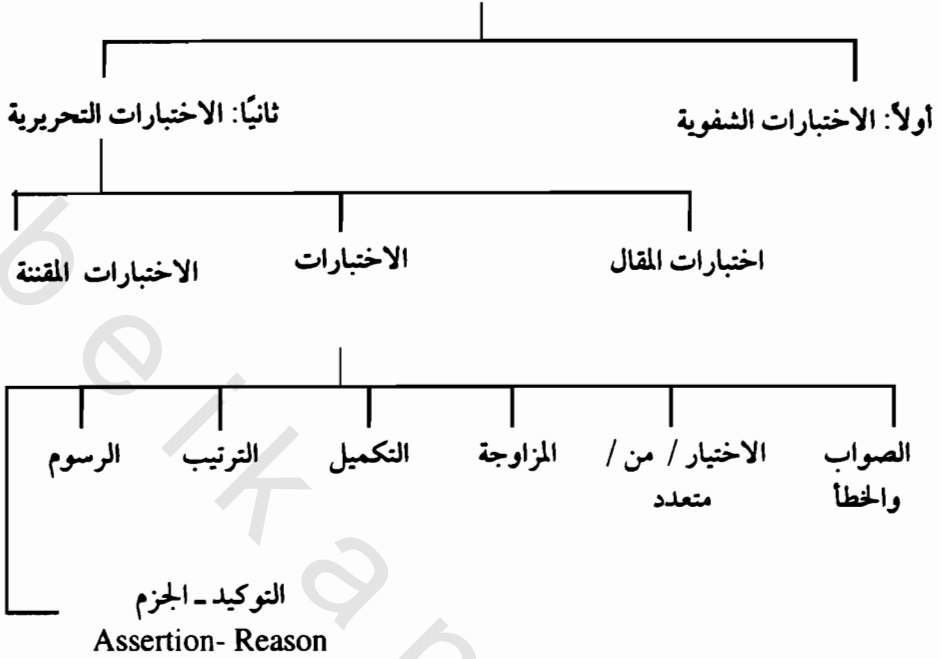 أولاً: الاختبارات الشفوية
ثانيًا: الاختبارات التحريرية
اختبارات المقال
الاختبارات
الاختبارات المقننة
الصواب
والخطأ
الاختيار / من /
متعدد
المزاوجة
التكميل
الترتيب
الرسوم
التوكيد ـ الجزم
Assertion- Reason
beikan